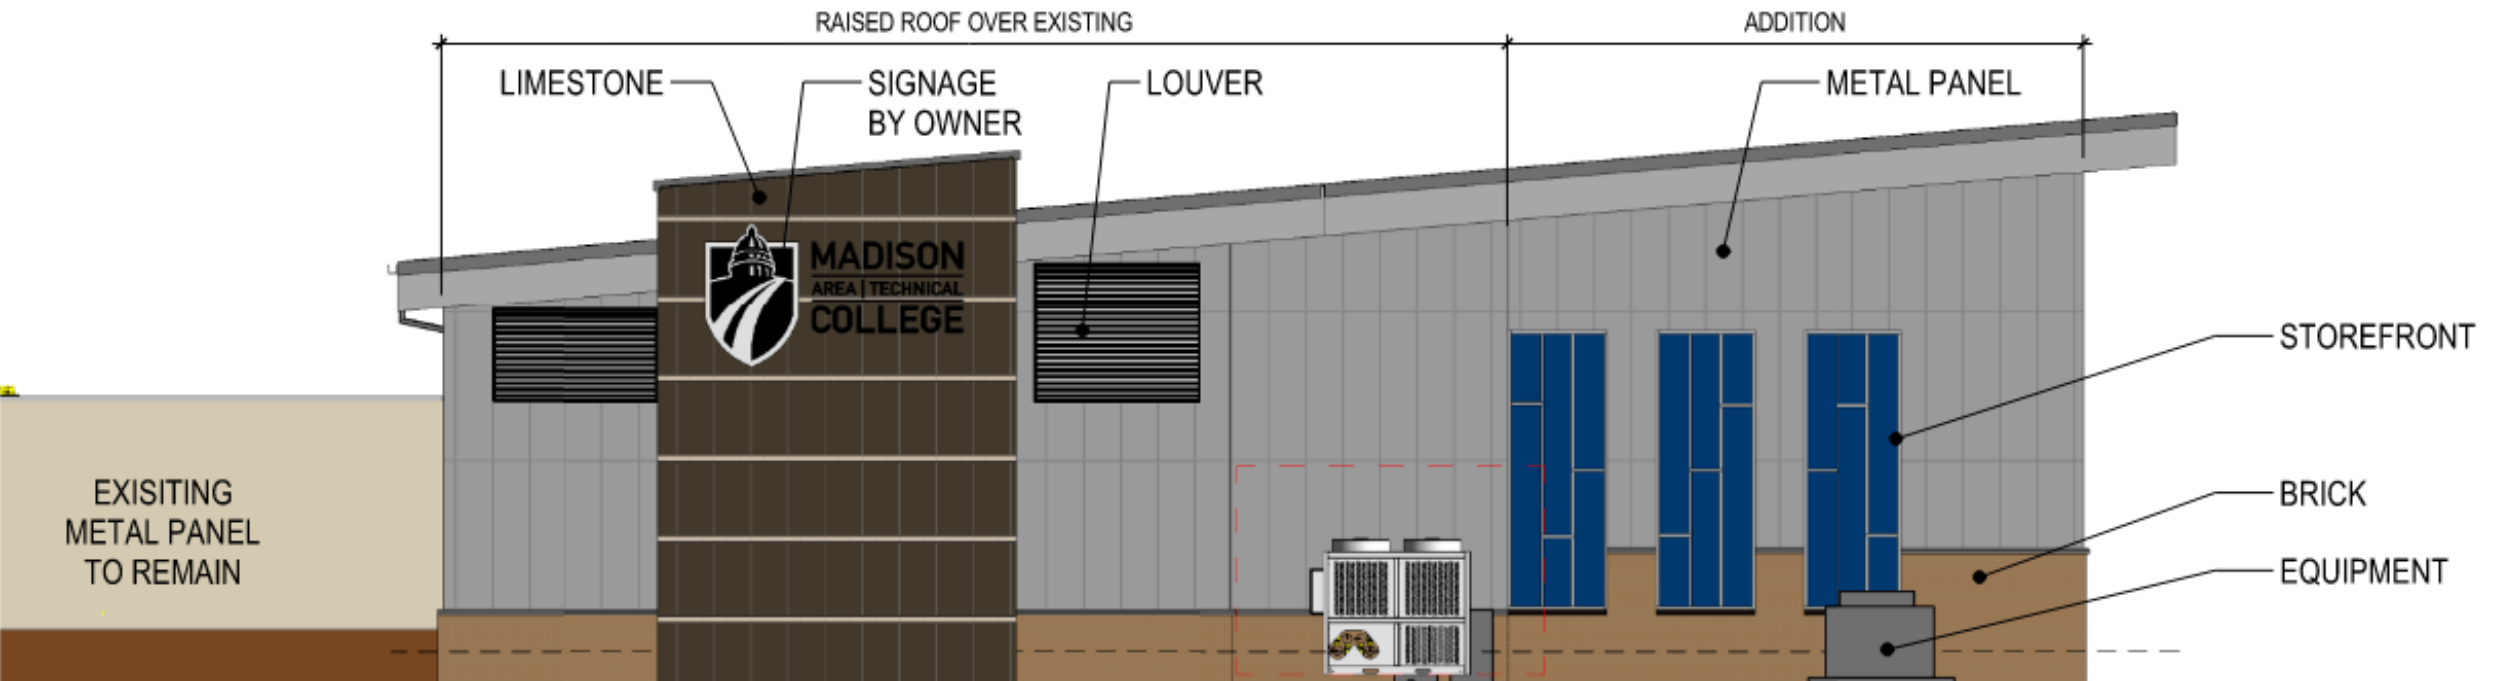 RAISED ROOF OVER EXISTING
ADDITION
LIMESTONE
SIGNAGE
BY OWNER
LOUVER
METAL PANEL
MADISON
AREA | TECHNICAL
COLLEGE
STOREFRONT
EXISITING
METAL PANEL
TO REMAIN
BRICK
EQUIPMENT